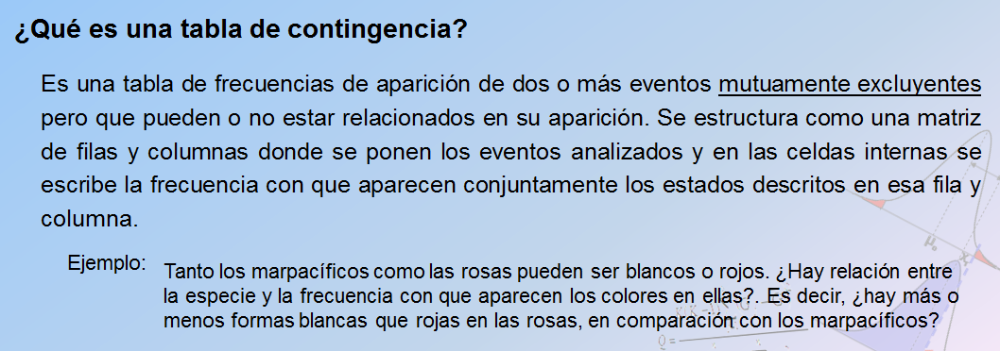 ¿Qué es una tabla de contingencia?
Es una tabla de frecuencias de aparición de dos o más eventos mutuamente excluyentes
pero que pueden o no estar relacionados en su aparición. Se estructura como una matriz
de filas y columnas donde se ponen los eventos analizados y en las celdas internas se
escribe la frecuencia con que aparecen conjuntamente los estados descritos en esa fila y
columna.
Ejemplo:
Tanto los marpacíficos como las rosas pueden ser blancos o rojos. ¿Hay relación entre
la especie y la frecuencia con que aparecen los colores en ellas?. Es decir, ¿hay más o
menos formas blancas que rojas en las rosas, en comparación con los marpacíficos?